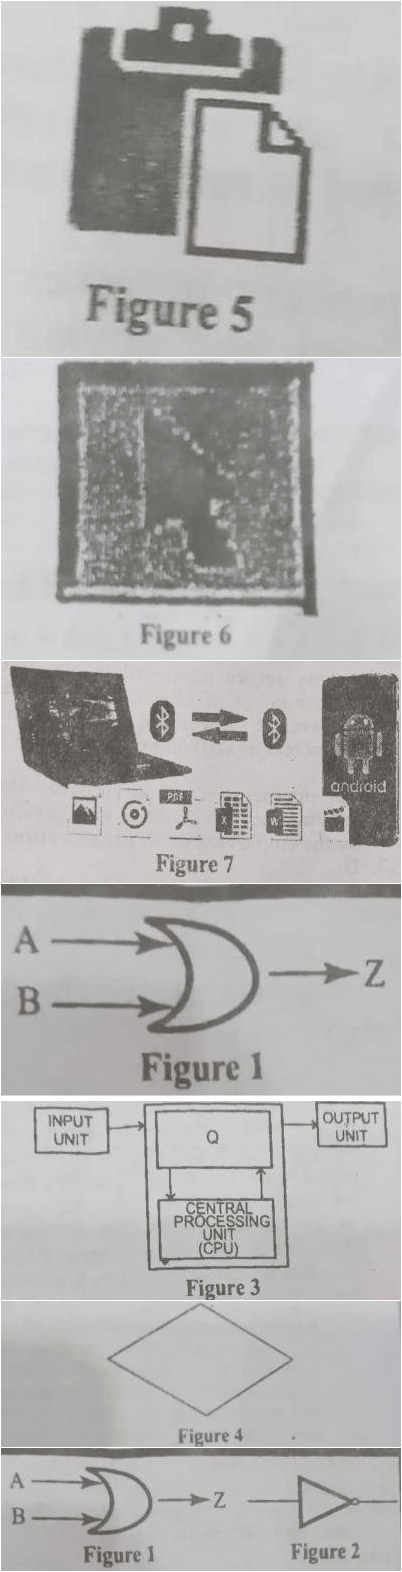 Figure 5
Figure 6
PDF
X
W
android
Figure 7
A
B
Z
Figure 1
INPUT
UNIT
Q
OUTPUT
UNIT
CENTRAL
PROCESSING
UNIT
(CPU)
Figure 3
Figure 4
A
B
Z
Figure 1
Figure 2